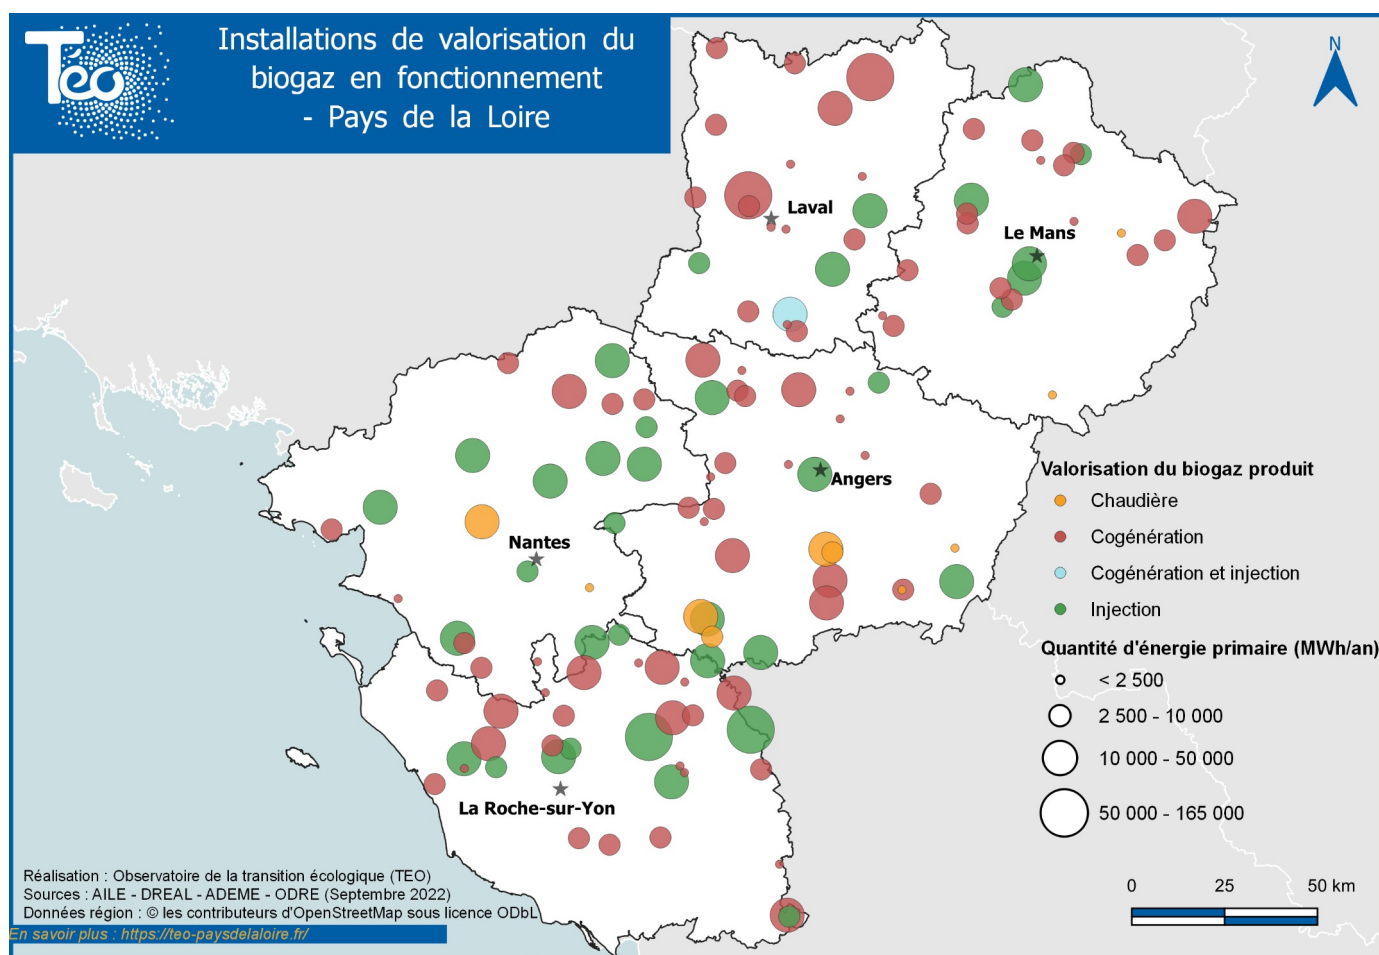 Téo
Installations de valorisation du
biogaz en fonctionnement
- Pays de la Loire
N
Laval
Le Mans
Angers
Nantes
La Roche-sur-Yon
Valorisation du biogaz produit
Chaudière
Cogénération
Cogénération et injection
Injection
Quantité d'énergie primaire (MWh/an)
< 2 500
2 500 - 10 000
10 000 - 50 000
50 000 - 165 000
0 25 50 km
Réalisation : Observatoire de la transition écologique (TEO)
Sources : AILE - DREAL - ADEME - ODRE (Septembre 2022)
Données région : © les contributeurs d'OpenStreetMap sous licence ODbL
En savoir plus : https://teo-paysdelaloire.fr/